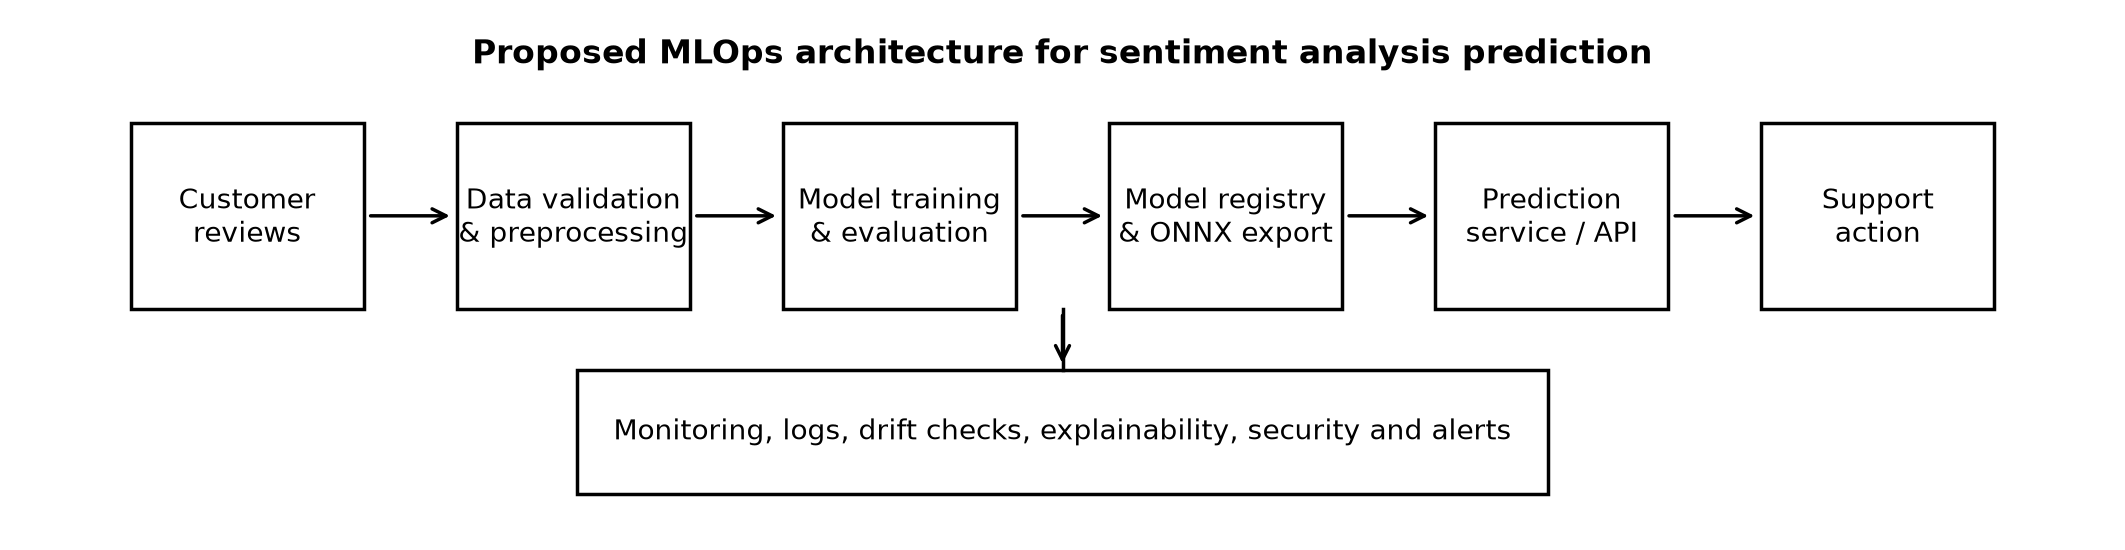 Proposed MLOps architecture for sentiment analysis prediction
Customer
reviews
Data validation
& preprocessing
Model training
& evaluation
Model registry
& ONNX export
Prediction
service / API
Support
action
Monitoring, logs, drift checks, explainability, security and alerts